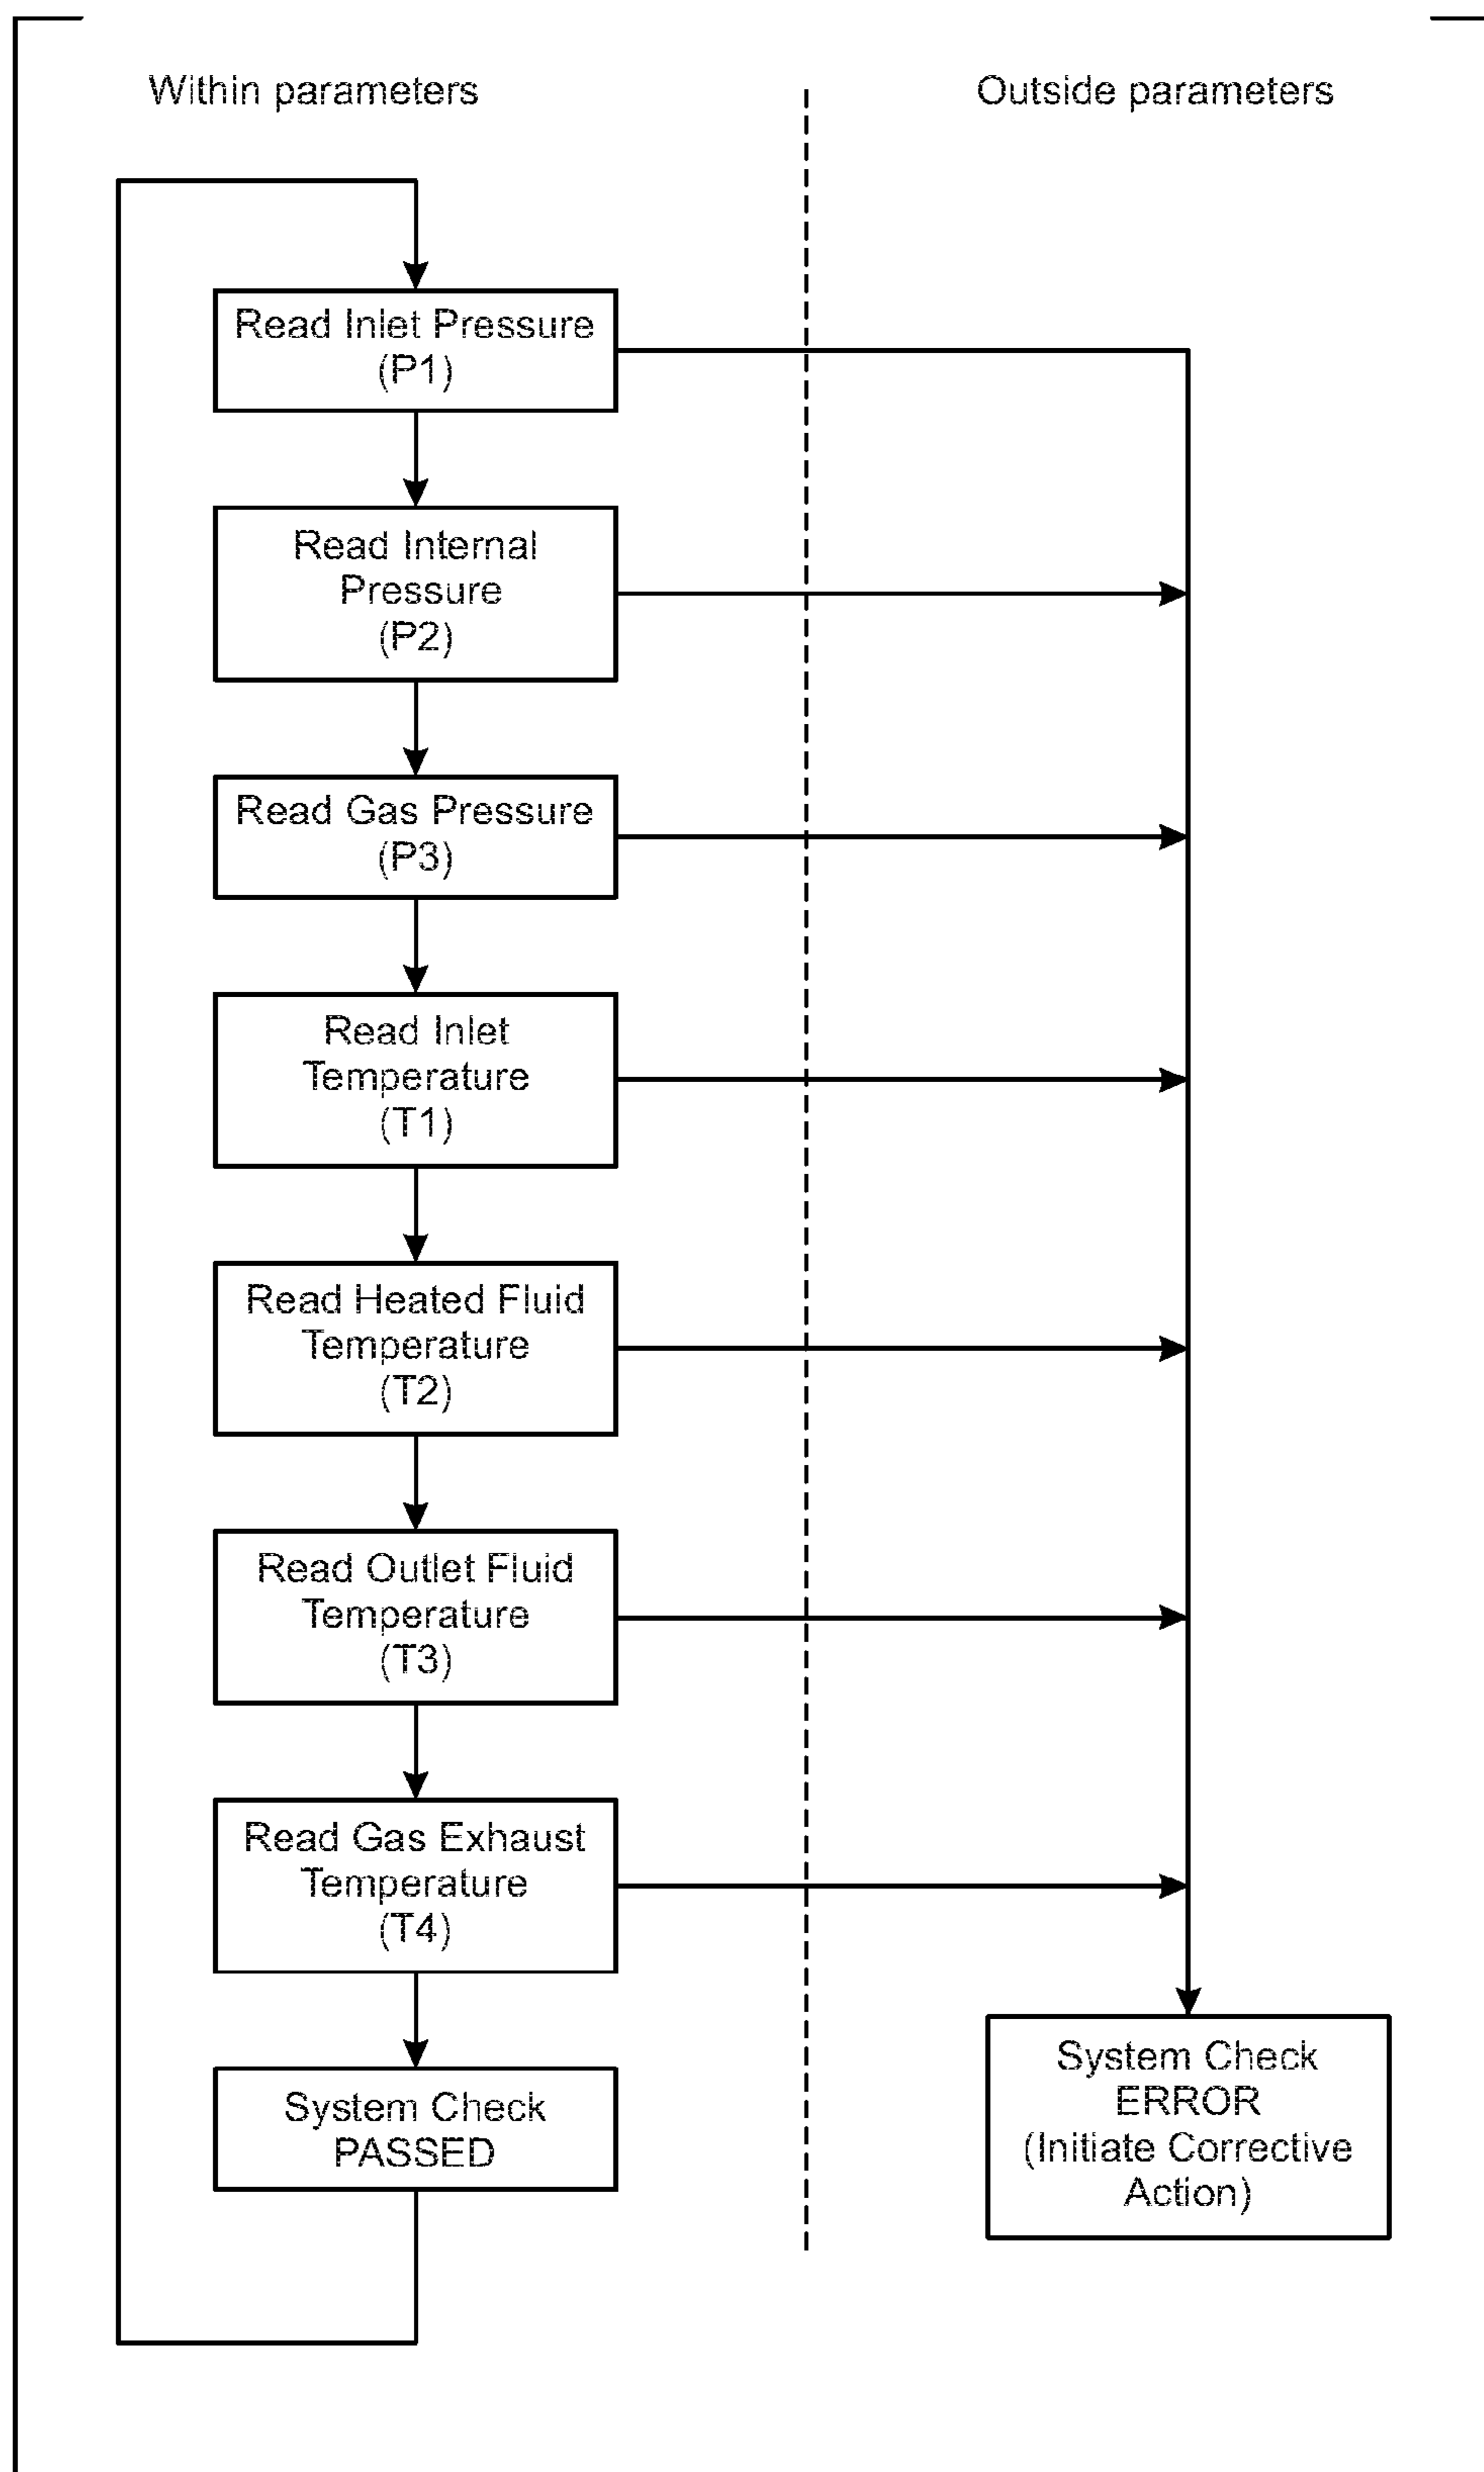 Within parameters
Outside parameters
Read Inlet Pressure
(P1)
Read Internal
Pressure
(P2)
Read Gas Pressure
(P3)
Read Inlet
Temperature
(T1)
Read Heated Fluid
Temperature
(T2)
Read Outlet Fluid
Temperature
(T3)
Read Gas Exhaust
Temperature
(T4)
System Check
PASSED
System Check
ERROR
(Initiate Corrective
Action)